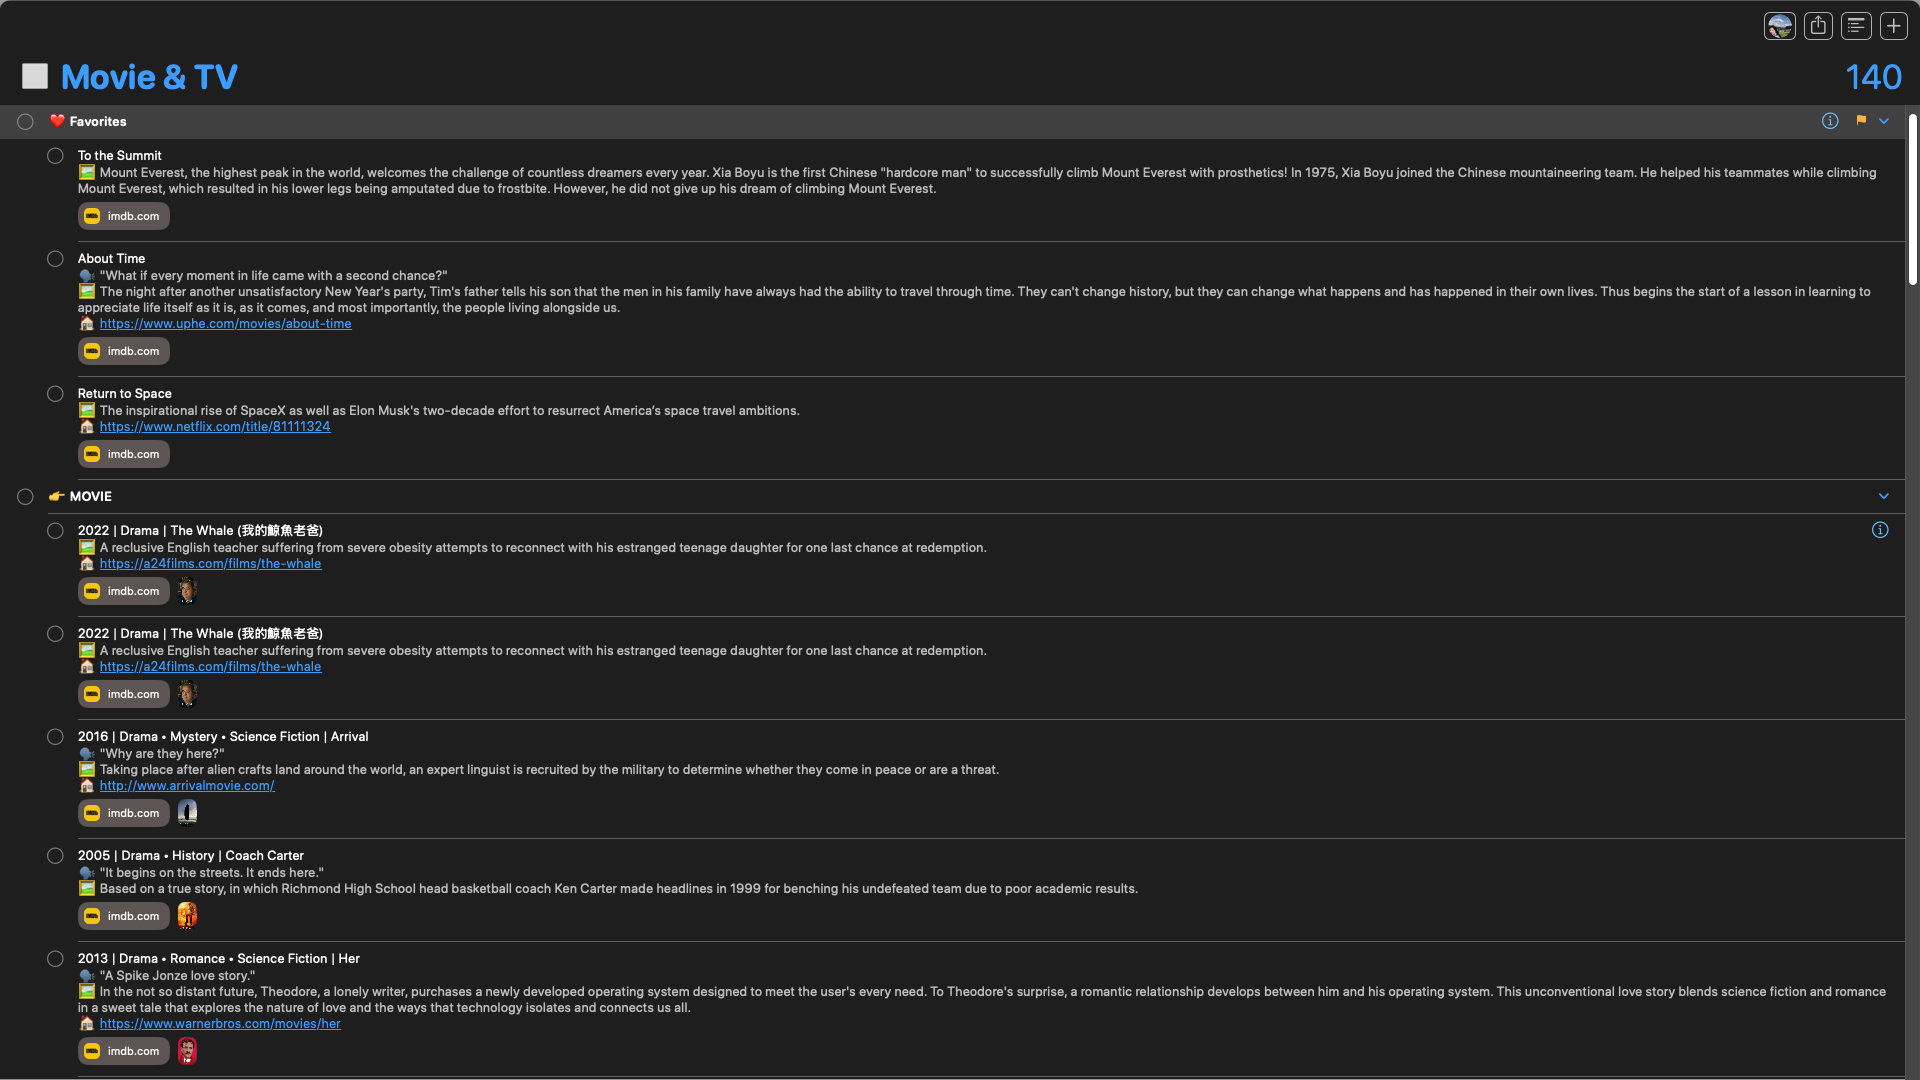 Movie & TV
140
Favorites
To the Summit
Mount Everest, the highest peak in the world, welcomes the challenge of countless dreamers every year. Xia Boyu is the first Chinese "hardcore man" to successfully climb Mount Everest with prosthetics! In 1975, Xia Boyu joined the Chinese mountaineering team. He helped his teammates while climbing
Mount Everest, which resulted in his lower legs being amputated due to frostbite. However, he did not give up his dream of climbing Mount Everest.
imdb.com
About Time
"What if every moment in life came with a second chance?"
The night after another unsatisfactory New Year's party, Tim's father tells his son that the men in his family have always had the ability to travel through time. They can't change history, but they can change what happens and has happened in their own lives. Thus begins the start of a lesson in learning to
appreciate life itself as it is, as it comes, and most importantly, the people living alongside us.
https://www.uphe.com/movies/about-time
imdb.com
Return to Space
The inspirational rise of SpaceX as well as Elon Musk's two-decade effort to resurrect America’s space travel ambitions.
https://www.netflix.com/title/81111324
imdb.com
MOVIE
2022 | Drama | The Whale (我的鯨魚老爸)
A reclusive English teacher suffering from severe obesity attempts to reconnect with his estranged teenage daughter for one last chance at redemption.
https://a24films.com/films/the-whale
imdb.com
2022 | Drama | The Whale (我的鯨魚老爸)
A reclusive English teacher suffering from severe obesity attempts to reconnect with his estranged teenage daughter for one last chance at redemption.
https://a24films.com/films/the-whale
imdb.com
2016 | Drama • Mystery • Science Fiction | Arrival
"Why are they here?"
Taking place after alien crafts land around the world, an expert linguist is recruited by the military to determine whether they come in peace or are a threat.
http://www.arrivalmovie.com/
imdb.com
2005 | Drama • History | Coach Carter
"It begins on the streets. It ends here."
Based on a true story, in which Richmond High School head basketball coach Ken Carter made headlines in 1999 for benching his undefeated team due to poor academic results.
imdb.com
2013 | Drama • Romance • Science Fiction | Her
"A Spike Jonze love story."
In the not so distant future, Theodore, a lonely writer, purchases a newly developed operating system designed to meet the user's every need. To Theodore's surprise, a romantic relationship develops between him and his operating system. This unconventional love story blends science fiction and romance
in a sweet tale that explores the nature of love and the ways that technology isolates and connects us all.
https://www.warnerbros.com/movies/her
imdb.com